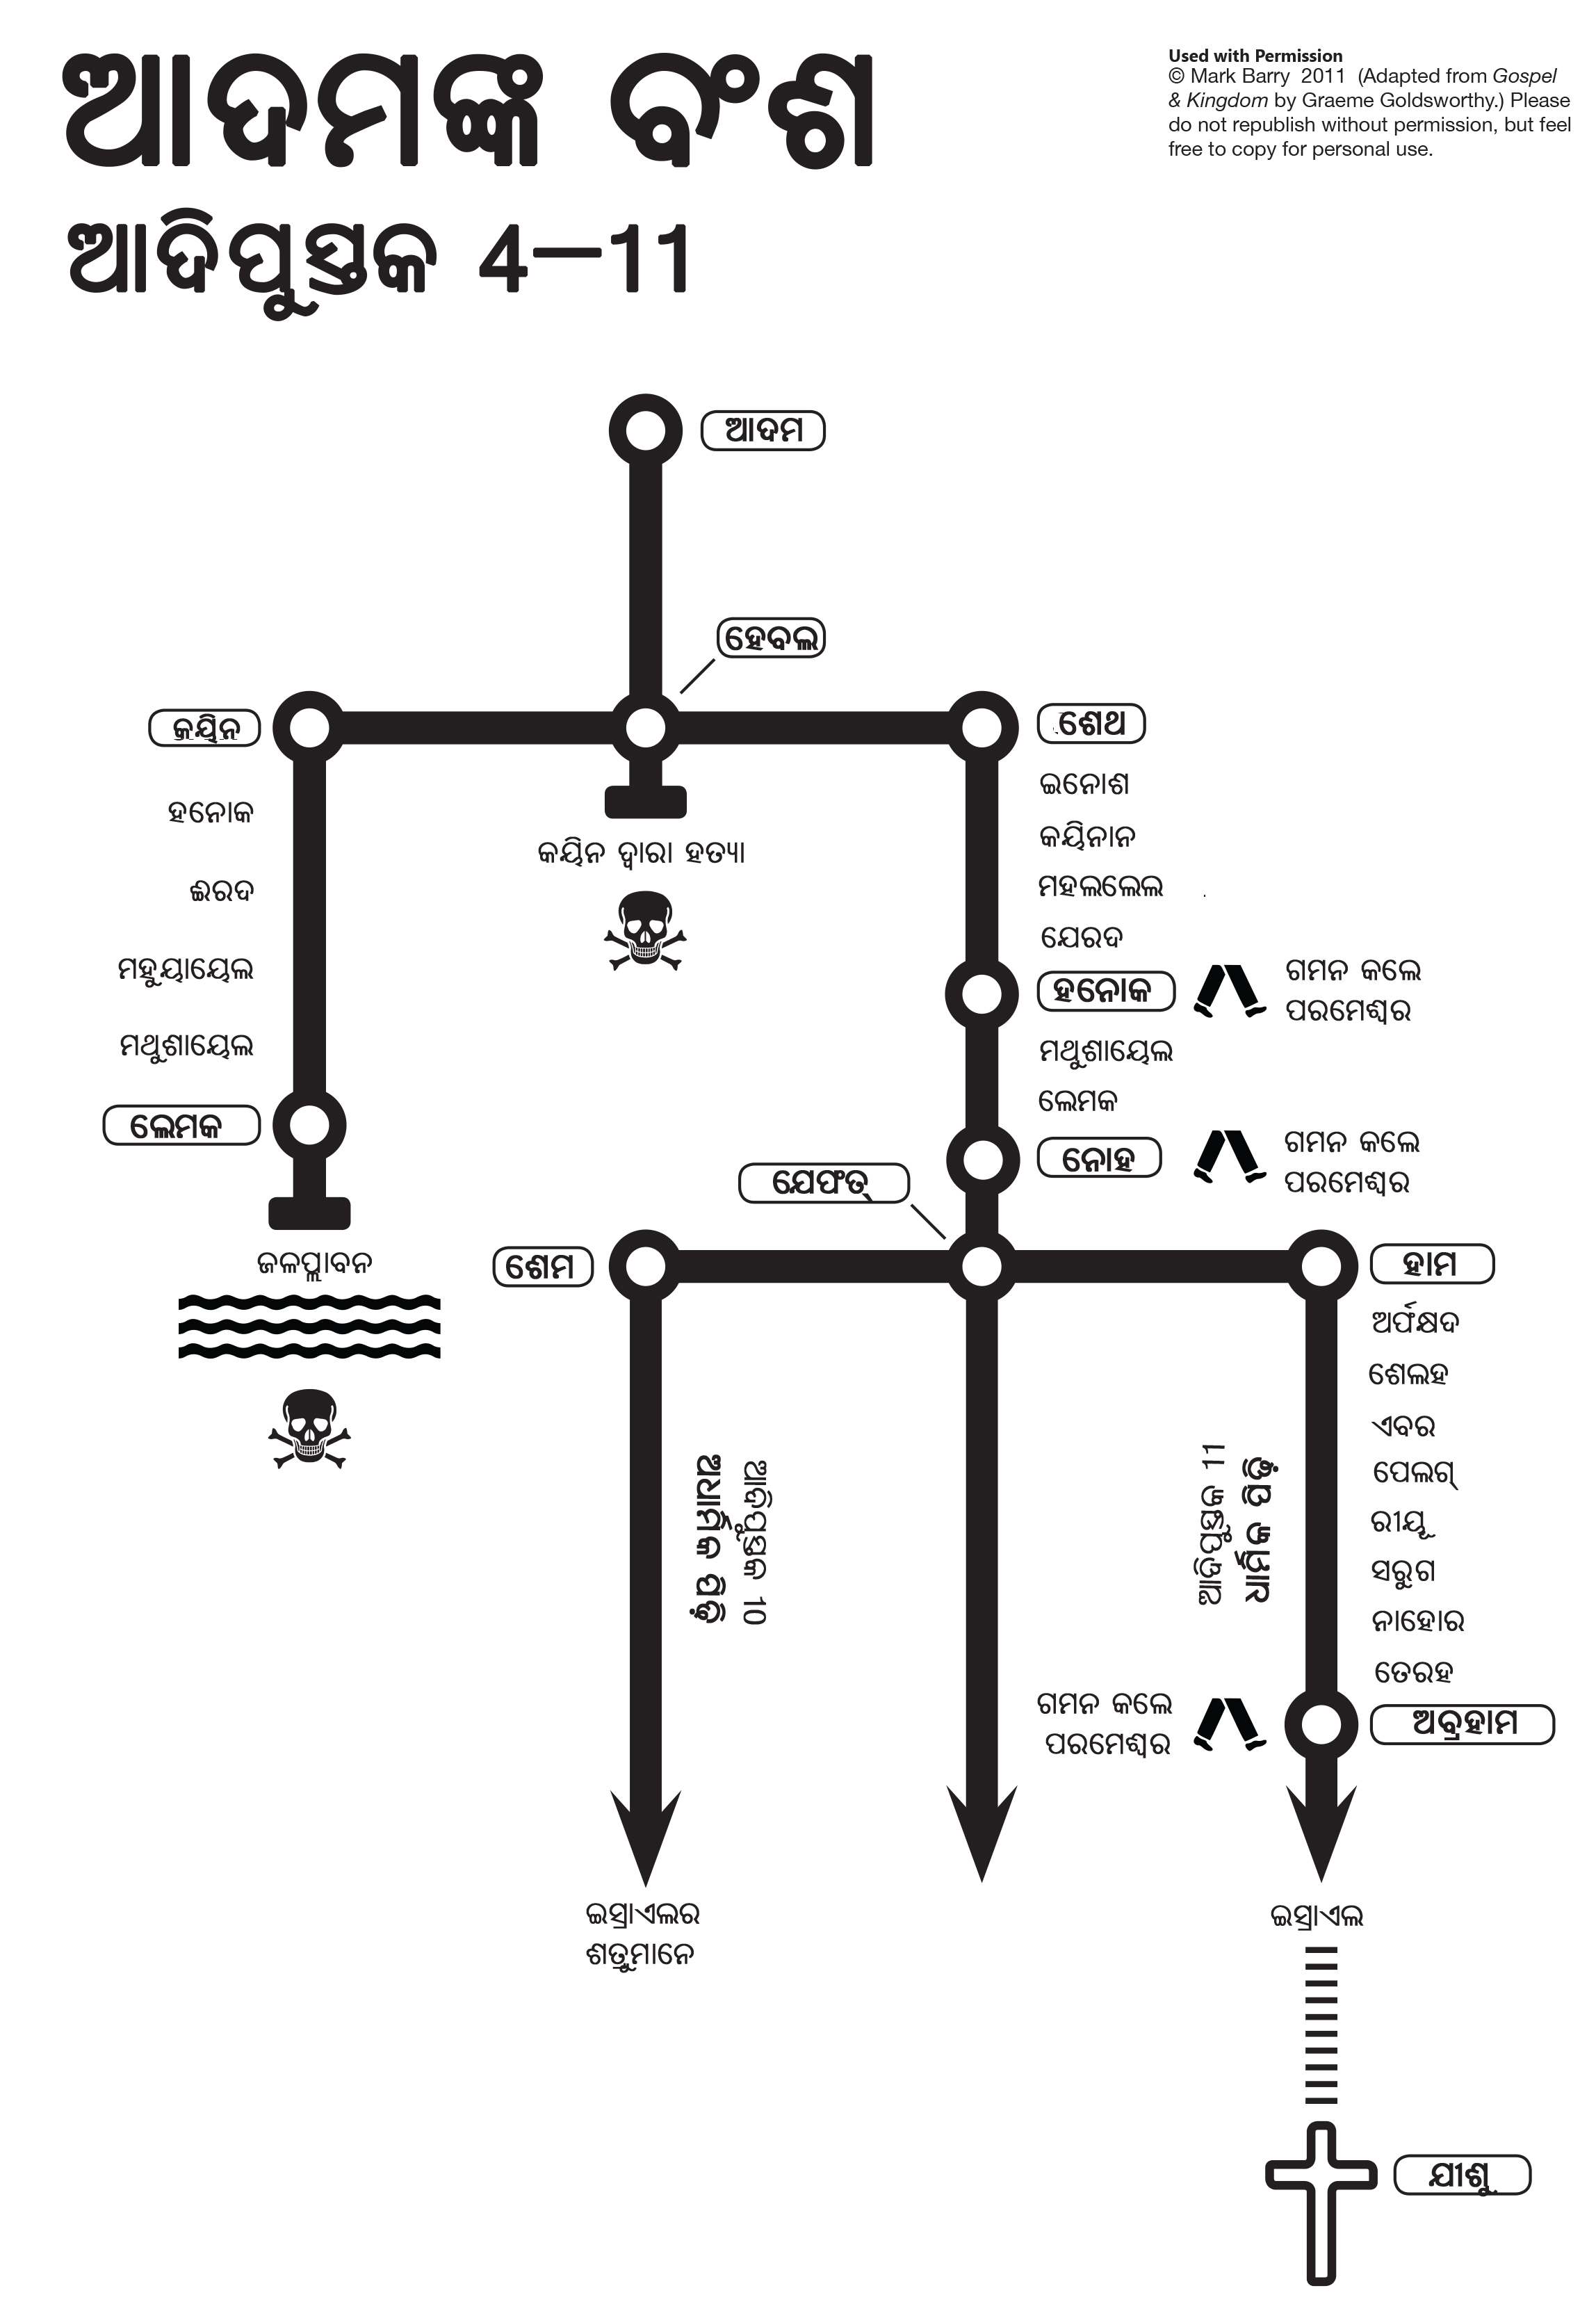 ଆଦମଙ୍କ ବଂଶ
ଆଦିପୁସ୍ତକ 4—11
Used with Permission
© Mark Barry 2011 (Adapted from Gospel
& Kingdom by Graeme Goldsworthy.) Please
do not republish without permission, but feel
free to copy for personal use.
ଆଦମ
ହେବଲ
କୟିନ
ଶେଥ
ହନୋକ
ଈରଦ
ମହୁୟାୟେଲ
ମଥୁଶାୟେଲ
ଲେମକ
ଜଳପ୍ଲାବନ
କୟିନ ଦ୍ୱାରା ହତ୍ୟା
ଇନୋଶ
କୟିନାନ
ମହଲଲେଲ
ଯେରଦ
ହନୋକ
ଗମନ କଲେ
ପରମେଶ୍ୱର
ମଥୁଶାୟେଲ
ଲେମକ
ନୋହ
ଗମନ କଲେ
ପରମେଶ୍ୱର
ଯେଫତ୍
ଶେମ
ହାମ
ଅର୍ଫକ୍ଷଦ
ଶେଲହ
ଏବର
ପେଲଗ୍
ରୀୟୂ
ସରୁଗ
ନାହୋର
ତେରହ
ଆଦିପୁସ୍ତକ 10
ଅଧାର୍ମିକ ପିଢ଼ି
ଆଦିପୁସ୍ତକ 11
ଧାର୍ମିକ ପିଢ଼ି
ଗମନ କଲେ
ପରମେଶ୍ୱର
ଅବ୍ରହାମ
ଇସ୍ରାଏଲର
ଶତ୍ରୁମାନେ
ଇସ୍ରାଏଲ
ଯୀଶୁ